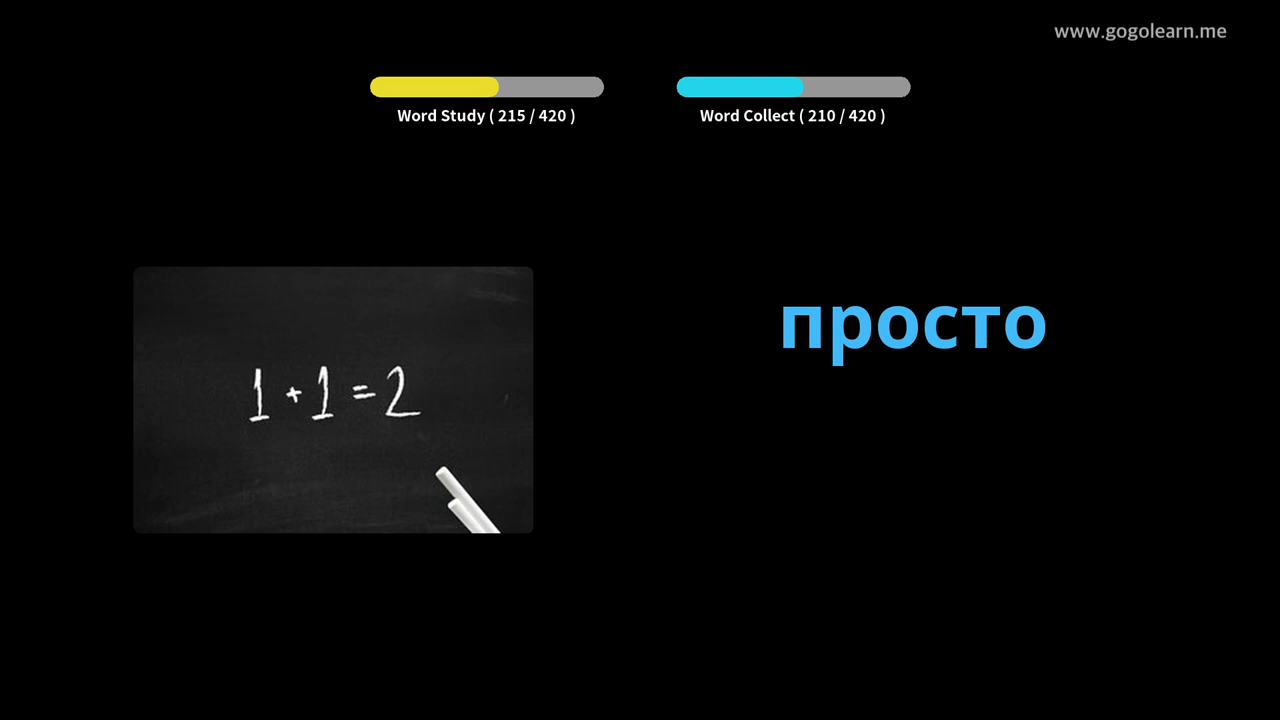 www.gogolearn.me
Word Study ( 215 / 420 )
Word Collect ( 210 / 420 )
просто
1 + 1 = 2